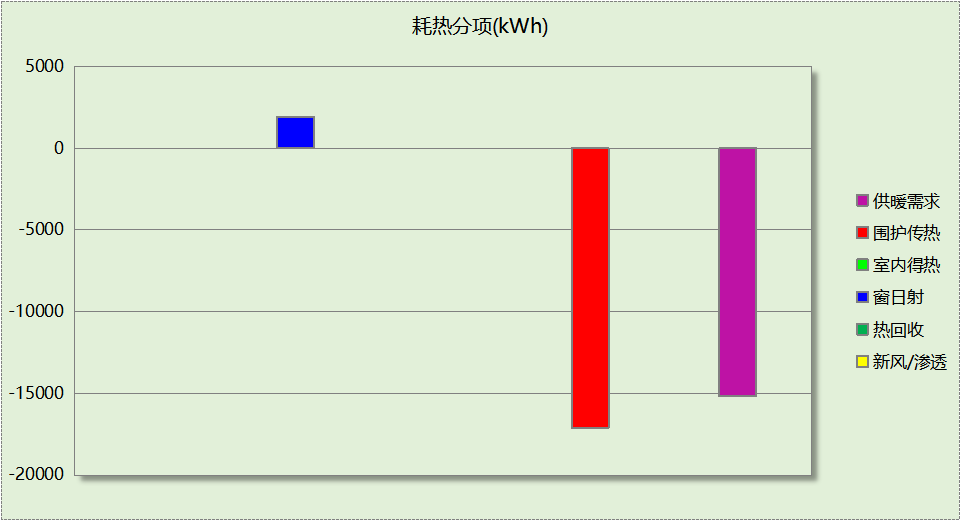 耗热分项(kWh)
5000
0
-5000
-10000
-15000
-20000
供暖需求
围护传热
室内得热
窗日射
热回收
新风/渗透